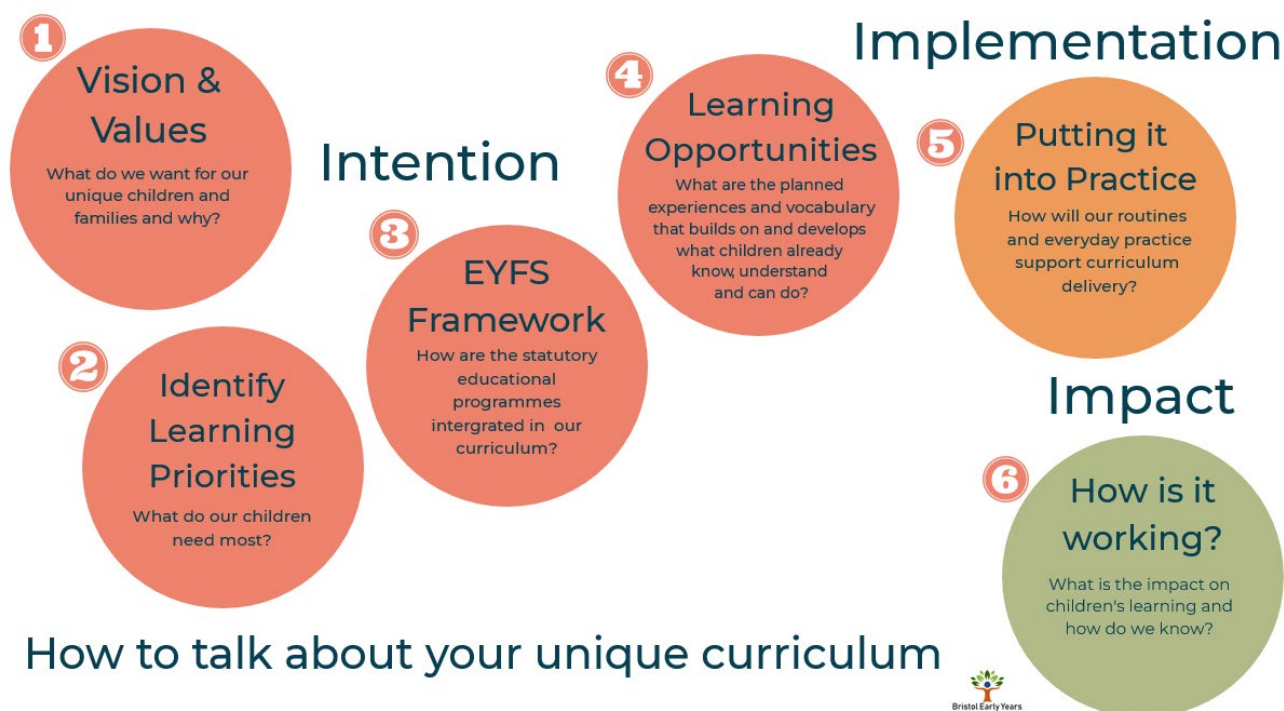 1
Vision &
Values
What do we want for our
unique children and
families and why?
2
Identify
Learning
Priorities
What do our children
need most?
Intention
3
EYFS
Framework
How are the statutory
educational
programmes
intergrated in our
curriculum?
4
Learning
Opportunities
What are the planned
experiences and vocabulary
that builds on and develops
what children already
know, understand
and can do?
Implementation
5
Putting it
into Practice
How will our routines
and everyday practice
support curriculum
delivery?
Impact
6
How is it
working?
What is the impact on
children's learning and
how do we know?
How to talk about your unique curriculum
Bristol Early Years